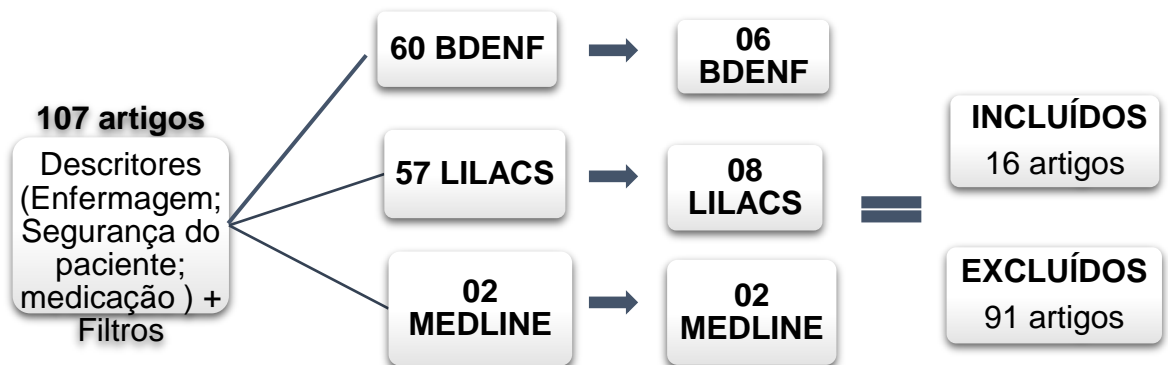 107 artigos
Descritores
(Enfermagem;
Segurança do
paciente;
medicação ) +
Filtros
60 BDENF
57 LILACS
02
MEDLINE
06
BDENF
08
LILACS
02
MEDLINE
INCLUÍDOS
16 artigos
EXCLUÍDOS
91 artigos